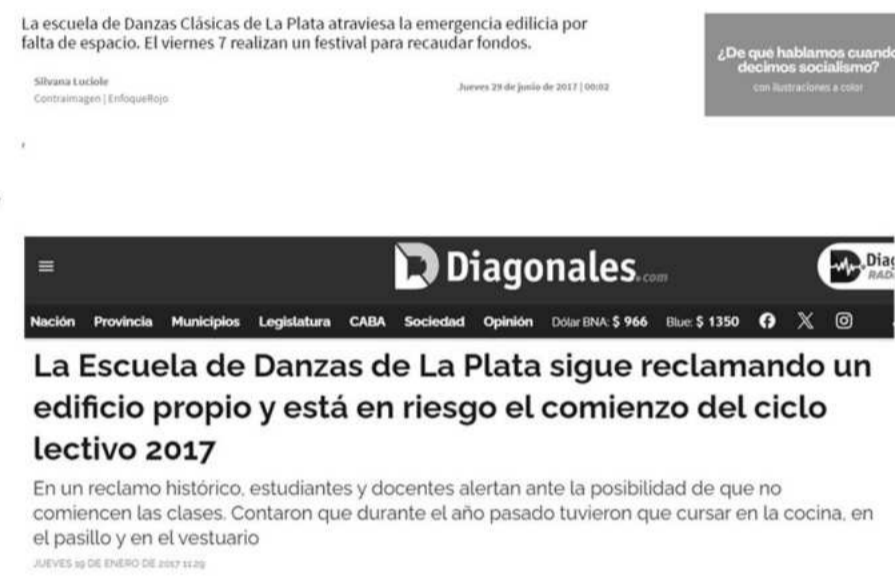 La escuela de Danzas Clásicas de La Plata atraviesa la emergencia edilicia por
falta de espacio. El viernes 7 realizan un festival para recaudar fondos.
Silvana Luciole
Contraimagen | EnfoqueRojo
Jueves 29 de junio de 2017 | 00:02
¿De qué hablamos cuando
decimos socialismo?
con ilustraciones a color
Diagonales.com
Diag
RAD
Nación Provincia Municipios Legislatura CABA Sociedad Opinión Dólar BNA: $ 966 Blue: $ 1350
La Escuela de Danzas de La Plata sigue reclamando un
edificio propio y está en riesgo el comienzo del ciclo
lectivo 2017
En un reclamo histórico, estudiantes y docentes alertan ante la posibilidad de que no
comiencen las clases. Contaron que durante el año pasado tuvieron que cursar en la cocina, en
el pasillo y en el vestuario
JUEVES 19 DE ENERO DE 2017 11:29